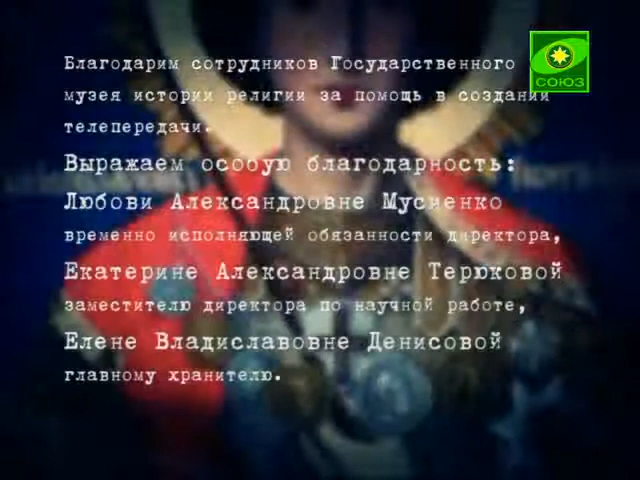 Благодарим сотрудников Государственного
музея истории религии за помощь в создании
телепередачи.
Выражаем особую благодарность:
Любови Александровне Мусиенко
временно исполняющей обязанности директора,
Екатерине Александровне Терюковой
заместителю директора по научной работе,
Елене Владиславовне Денисовой
главному хранителю.
СОЮЗ